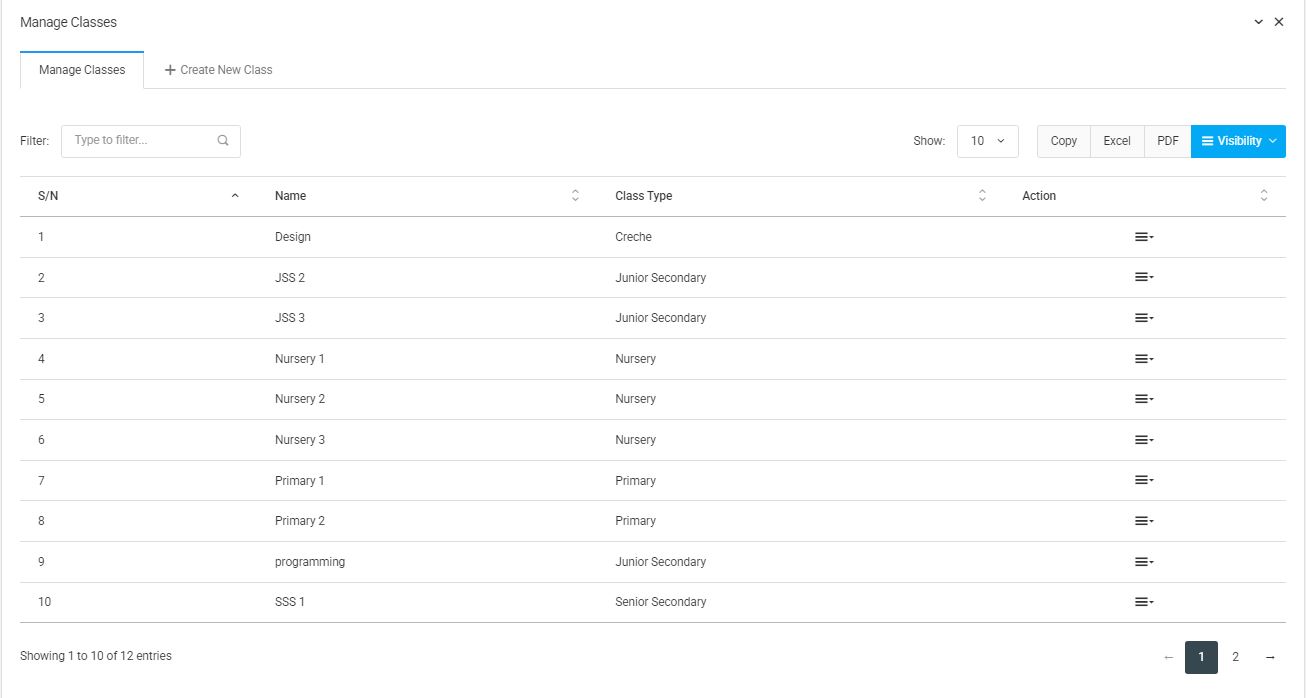 Manage Classes
Manage Classes
Create New Class
Filter: Type to filter... Show: 10 Copy Excel PDF Visibility
S/N Name Class Type Action
1 Design Creche
2 JSS 2 Junior Secondary
3 JSS 3 Junior Secondary
4 Nursery 1 Nursery
5 Nursery 2 Nursery
6 Nursery 3 Nursery
7 Primary 1 Primary
8 Primary 2 Primary
9 programming Junior Secondary
10 SSS 1 Senior Secondary
Showing 1 to 10 of 12 entries ← 1 2 →